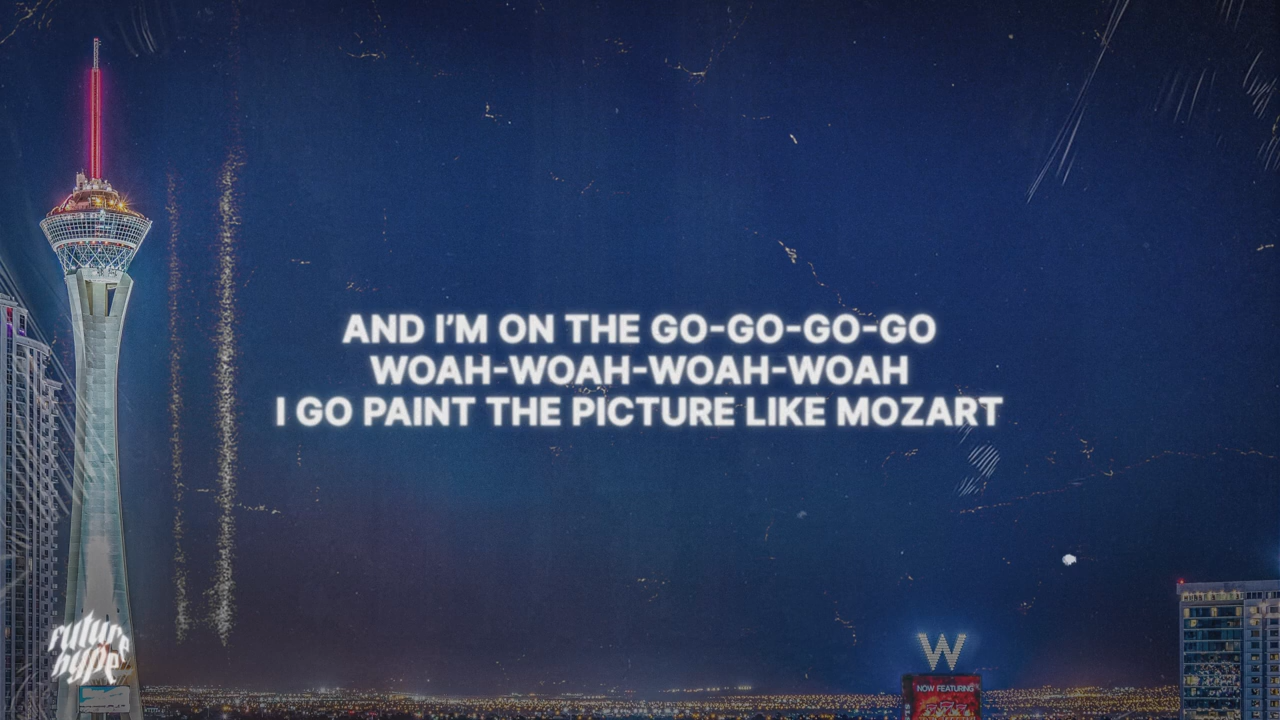 AND I'M ON THE GO-GO-GO-GO
WOAH-WOAH-WOAH-WOAH
I GO PAINT THE PICTURE LIKE MOZART
future
hype
W
NOW FEATURING